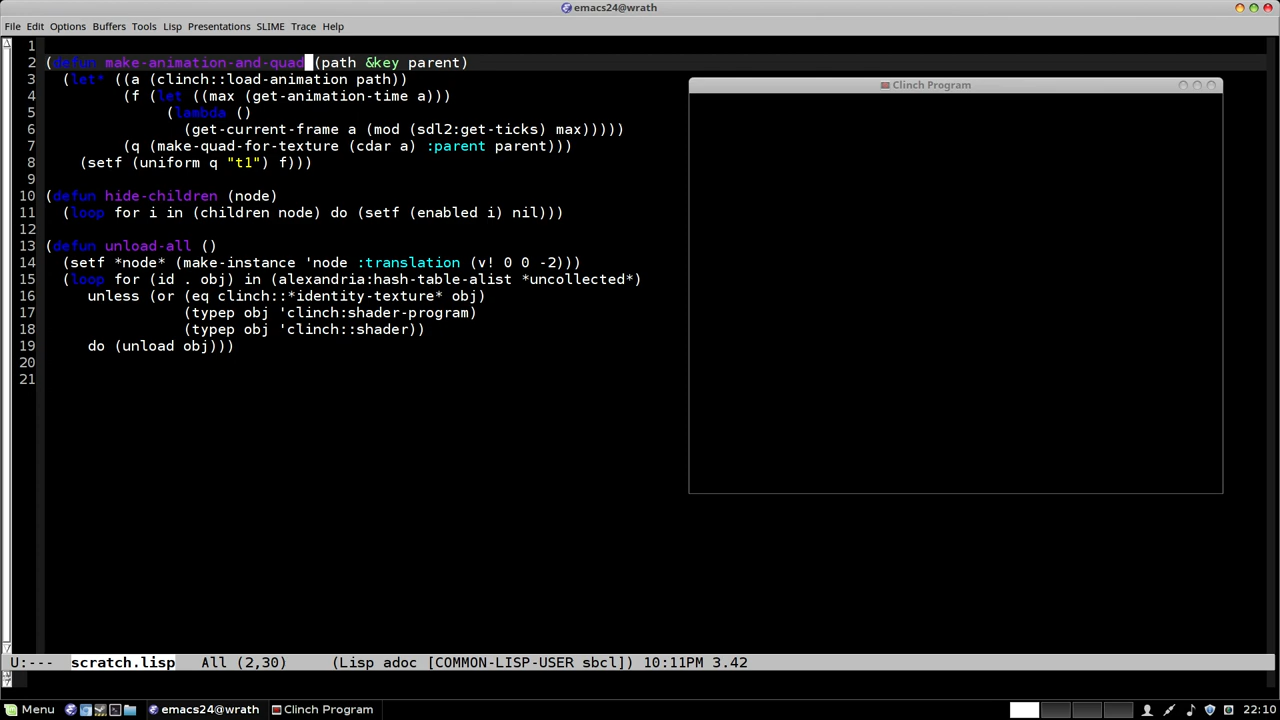 emacs24@wrath
File Edit Options Buffers Tools Lisp Presentations SLIME Trace Help
1
2 (defun make-animation-and-quad (path &key parent)
3 (let* ((a (clinch::load-animation path))
4 (f (let ((max (get-animation-time a)))
5 (lambda ()
6 (get-current-frame a (mod (sdl2:get-ticks) max)))))
7 (q (make-quad-for-texture (cdar a) :parent parent)))
8 (setf (uniform q "t1") f)))
9
10 (defun hide-children (node)
11 (loop for i in (children node) do (setf (enabled i) nil)))
12
13 (defun unload-all ()
14 (setf *node* (make-instance 'node :translation (v! 0 0 -2)))
15 (loop for (id . obj) in (alexandria:hash-table-alist *uncollected*)
16 unless (or (eq clinch::*identity-texture* obj)
17 (typep obj 'clinch:shader-program)
18 (typep obj 'clinch::shader))
19 do (unload obj)))
20
21
Clinch Program
U:--- scratch.lisp All (2,30) (Lisp adoc [COMMON-LISP-USER sbcl]) 10:11PM 3.42
Menu emacs24@wrath Clinch Program 22:10